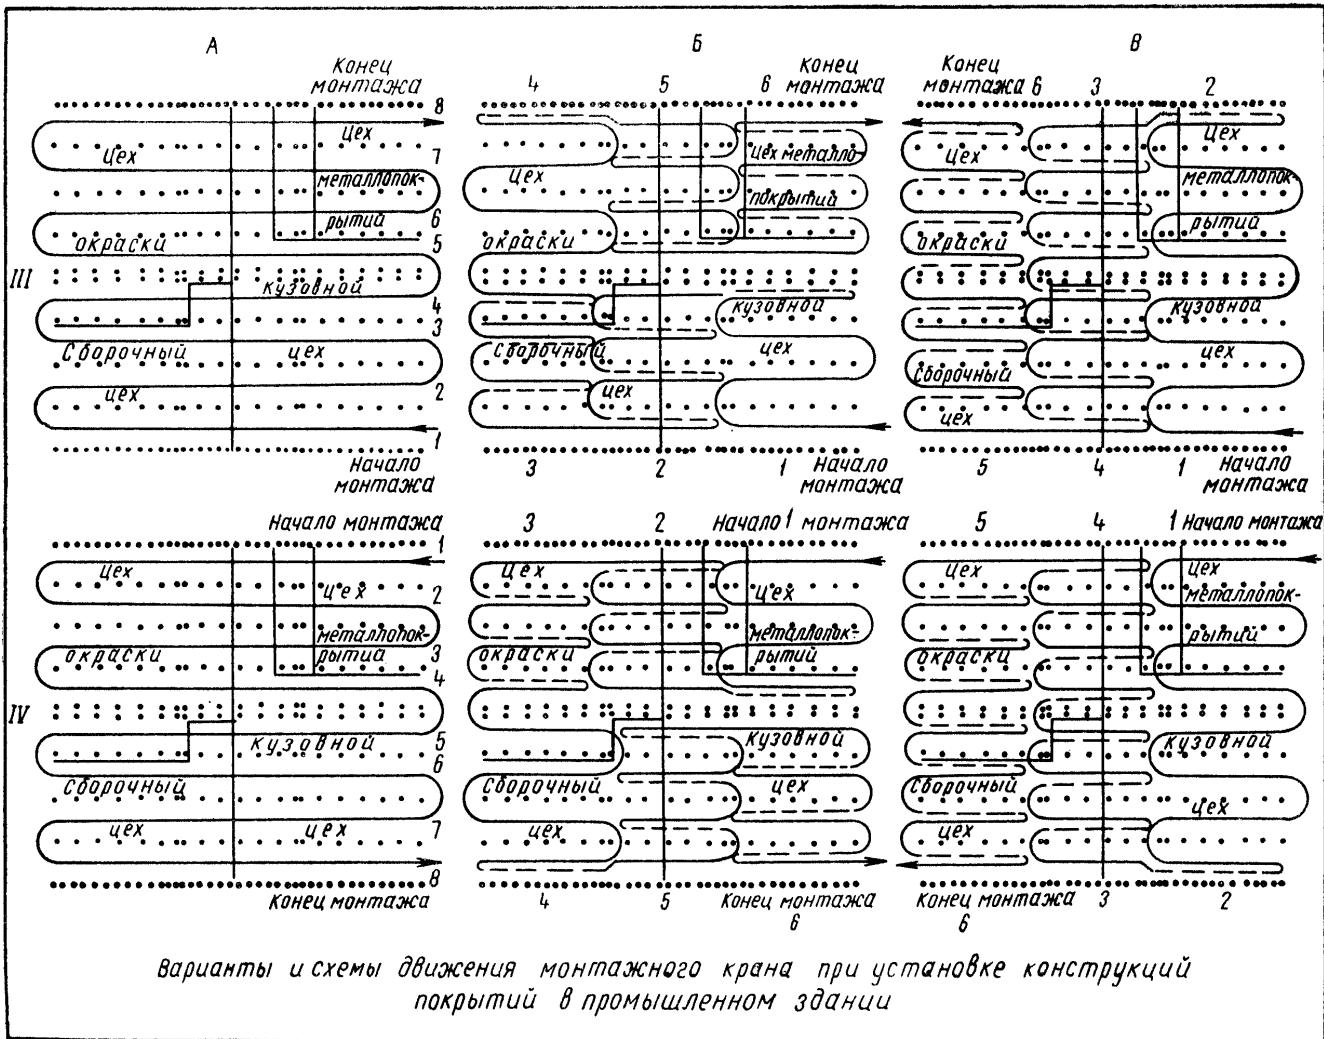 А
Б
В
Конец
монтажа
8
Цех
Цех
7
металлопок-
6
рытий
окраски
5
III
кузовной
4
3
Сборочный
цех
цех
2
1
Начало
монтажа
4
5
6
Конец
монтажа
Цех металло-
Цех
покрытий
окраски
кузовной
Сборочный
цех
цех
3
2
1
Начало
монтажа
Конец
монтажа
6
3
2
Цех
Цех
металлопок-
окраски
рытий
кузовной
цех
Сборочный
цех
5
4
1
Начало
монтажа
Начало монтажа
1
Цех
2
Цех
металлопок-
окраски
рытиа
3
4
IV
кузовной
5
6
Сборочный
цех
цех
7
8
Конец монтажа
3
2
Начало 1 монтажа
Цех
Цех
металлопок-
окраски
рытий
Кузовной
Сборочный
цех
цех
4
5
Конец монтажа
6
5
4
1 Начало монтажа
Цех
Цех
металлопок-
рытий
окраски
кузовной
Сборочный
цех
цех
Конец монтажа
6
3
2
Варианты и схемы движения монтажного крана при установке конструкций
покрытий в промышленном здании